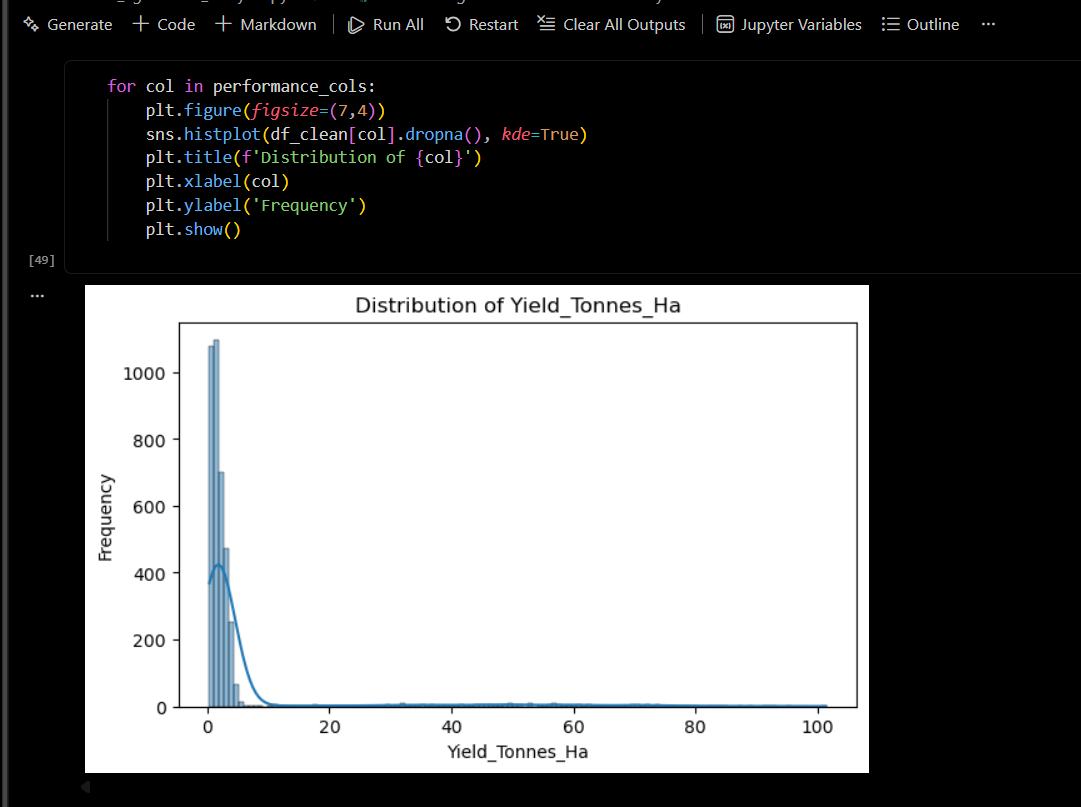 Generate + Code + Markdown Run All Restart Clear All Outputs Jupyter Variables Outline ...
for col in performance_cols:
    plt.figure(figsize=(7,4))
    sns.histplot(df_clean[col].dropna(), kde=True)
    plt.title(f'Distribution of {col}')
    plt.xlabel(col)
    plt.ylabel('Frequency')
    plt.show()
[49]
...
Distribution of Yield_Tonnes_Ha
1000
800
600
400
200
0
Frequency
0 20 40 60 80 100
Yield_Tonnes_Ha